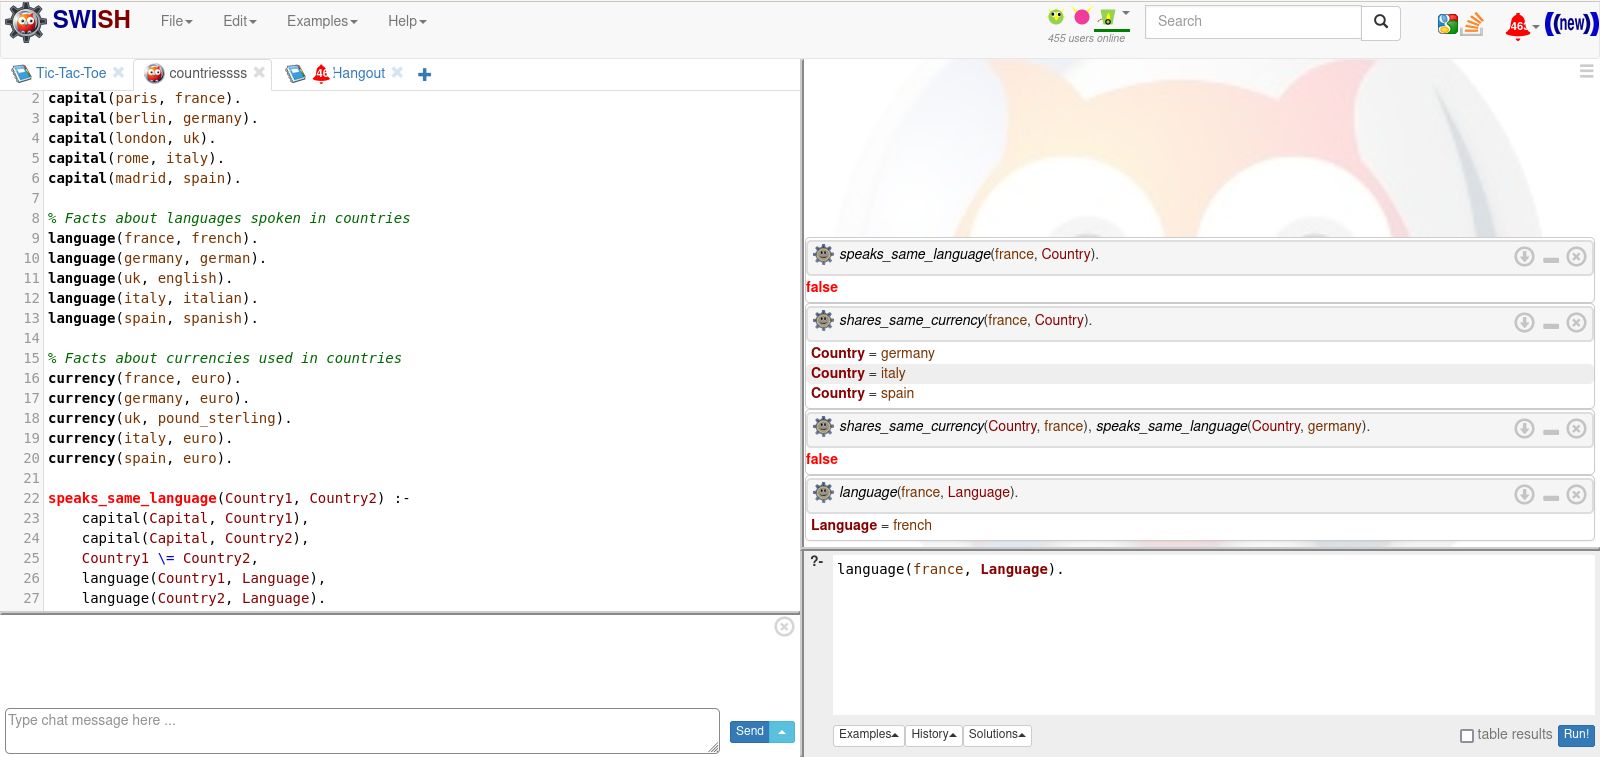 SWISH File Edit Examples Help 455 users online Search 463 ((new))
Tic-Tac-Toe countriessss 46 Hangout
2 capital(paris, france).
3 capital(berlin, germany).
4 capital(london, uk).
5 capital(rome, italy).
6 capital(madrid, spain).
7
8 % Facts about languages spoken in countries
9 language(france, french).
10 language(germany, german).
11 language(uk, english).
12 language(italy, italian).
13 language(spain, spanish).
14
15 % Facts about currencies used in countries
16 currency(france, euro).
17 currency(germany, euro).
18 currency(uk, pound_sterling).
19 currency(italy, euro).
20 currency(spain, euro).
21
22 speaks_same_language(Country1, Country2) :-
23 capital(Capital, Country1),
24 capital(Capital, Country2),
25 Country1 \= Country2,
26 language(Country1, Language),
27 language(Country2, Language).
Type chat message here ...
Send
speaks_same_language(france, Country).
false
shares_same_currency(france, Country).
Country = germany
Country = italy
Country = spain
shares_same_currency(Country, france), speaks_same_language(Country, germany).
false
language(france, Language).
Language = french
?- language(france, Language).
Examples History Solutions table results Run!